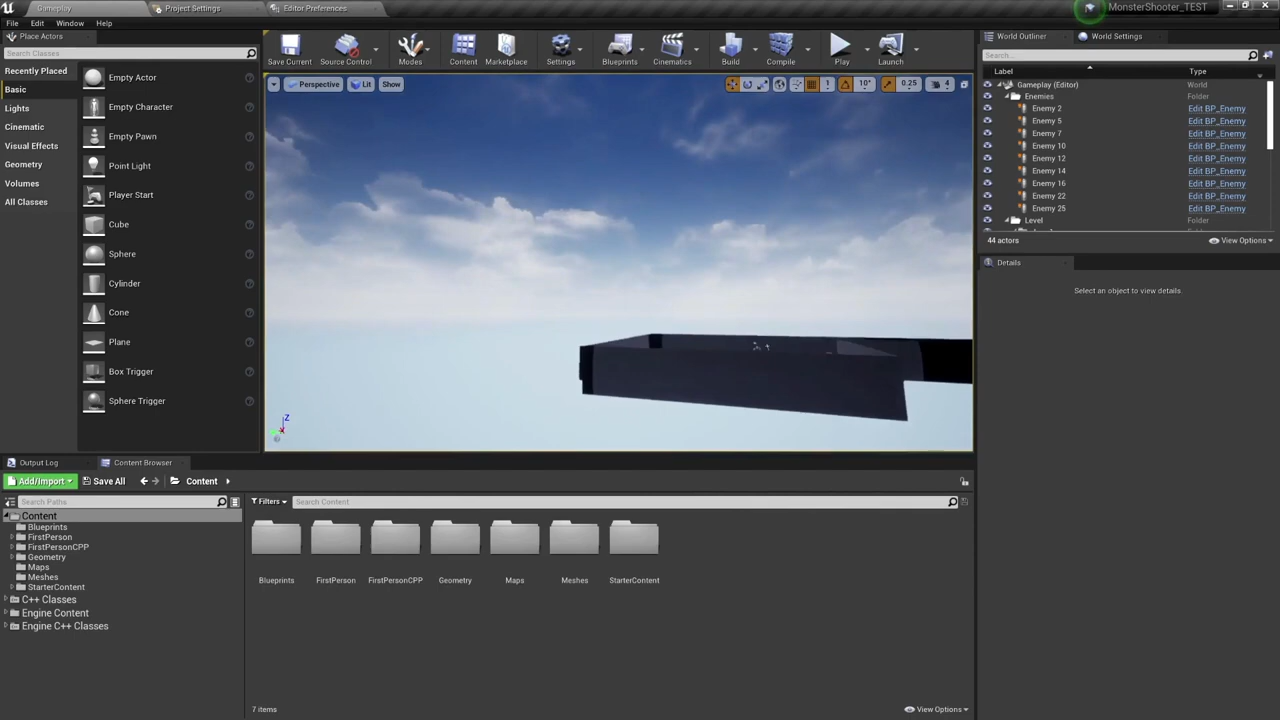 Gameplay
Project Settings
Editor Preferences
MonsterShooter_TEST
File Edit Window Help
Place Actors
Search Classes
Recently Placed
Basic
Lights
Cinematic
Visual Effects
Geometry
Volumes
All Classes
Empty Actor
Empty Character
Empty Pawn
Point Light
Player Start
Cube
Sphere
Cylinder
Cone
Plane
Box Trigger
Sphere Trigger
Save Current
Source Control
Modes
Content
Marketplace
Settings
Blueprints
Cinematics
Build
Compile
Play
Launch
Perspective
Lit
Show
1
10°
0.25
4
Z
World Outliner
World Settings
Search...
Label Type
Gameplay (Editor) World
Enemies Folder
Enemy 2 Edit BP_Enemy
Enemy 5 Edit BP_Enemy
Enemy 7 Edit BP_Enemy
Enemy 10 Edit BP_Enemy
Enemy 12 Edit BP_Enemy
Enemy 14 Edit BP_Enemy
Enemy 16 Edit BP_Enemy
Enemy 22 Edit BP_Enemy
Enemy 25 Edit BP_Enemy
Level Folder
44 actors
View Options
Details
Select an object to view details.
Output Log
Content Browser
Add/Import
Save All
Content
Search Paths
Filters
Search Content
Content
Blueprints
FirstPerson
FirstPersonCPP
Geometry
Maps
Meshes
StarterContent
C++ Classes
Engine Content
Engine C++ Classes
Blueprints
FirstPerson
FirstPersonCPP
Geometry
Maps
Meshes
StarterContent
7 items
View Options